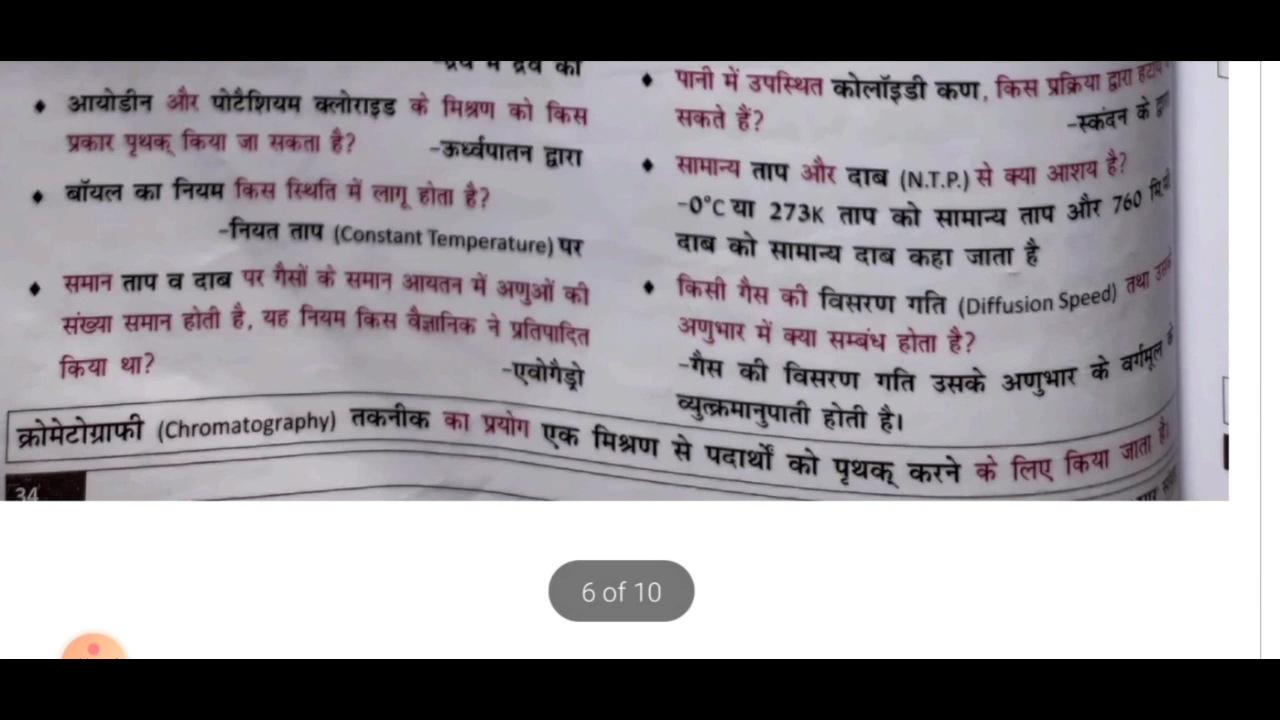 आयोडीन और पोटैशियम क्लोराइड के मिश्रण को किस
प्रकार पृथक् किया जा सकता है? -ऊर्ध्वपातन द्वारा
बॉयल का नियम किस स्थिति में लागू होता है?
-नियत ताप (Constant Temperature) पर
समान ताप व दाब पर गैसों के समान आयतन में अणुओं की
संख्या समान होती है, यह नियम किस वैज्ञानिक ने प्रतिपादित
किया था? -एवोगैड्रो
पानी में उपस्थित कोलॉइडी कण, किस प्रक्रिया द्वारा
सकते हैं? -स्कंदन के
सामान्य ताप और दाब (N.T.P.) से क्या आशय है?
-0°C या 273K ताप को सामान्य ताप और 760
दाब को सामान्य दाब कहा जाता है
किसी गैस की विसरण गति (Diffusion Speed) तथा
अणुभार में क्या सम्बंध होता है?
-गैस की विसरण गति उसके अणुभार के वर्गमूल
व्युत्क्रमानुपाती होती है।
क्रोमेटोग्राफी (Chromatography) तकनीक का प्रयोग एक मिश्रण से पदार्थों को पृथक् करने के लिए किया जाता है।
34
6 of 10